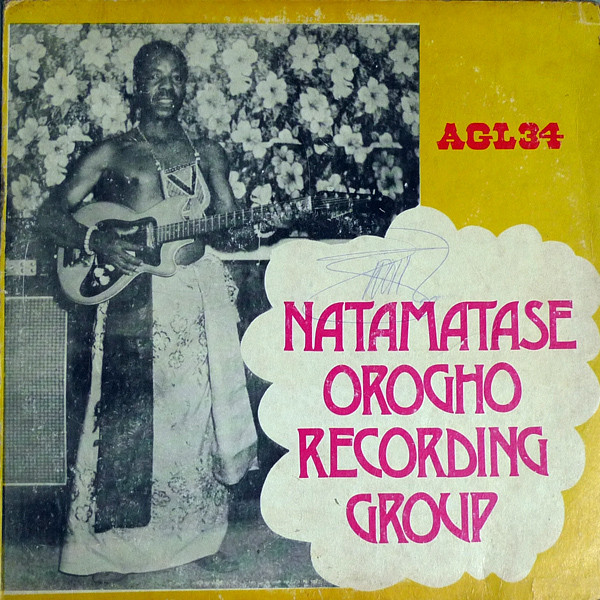 AGL34
NATAMATASE
OROGHO
RECORDING
GROUP